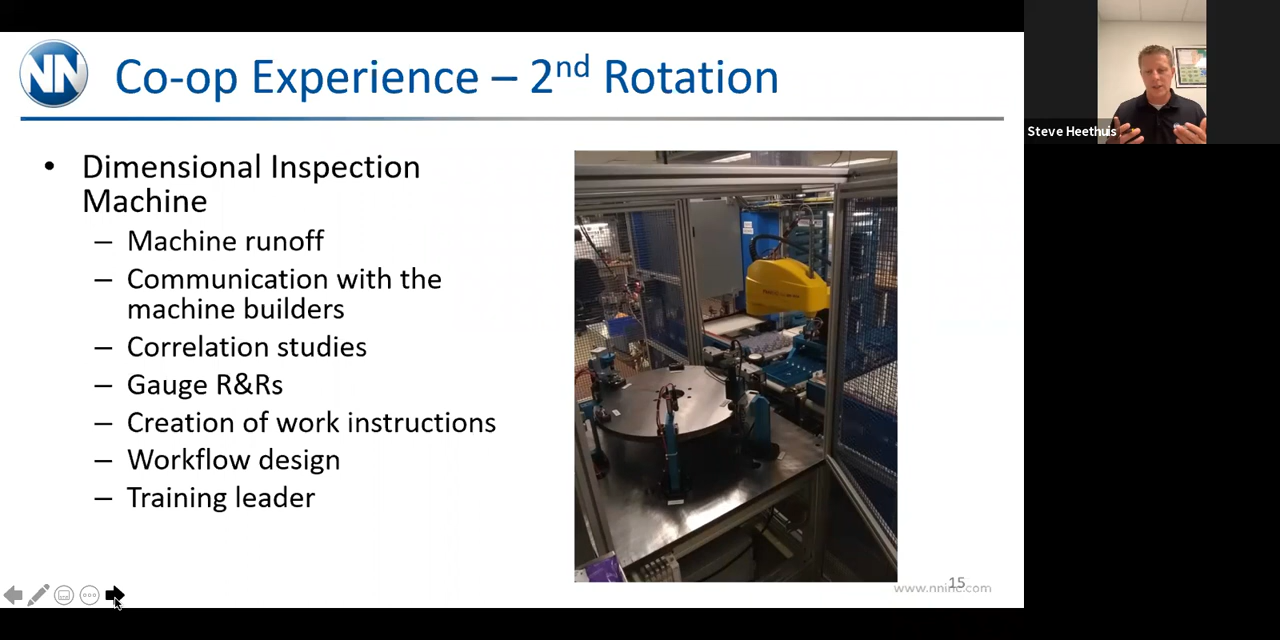 NN
Co-op Experience – 2nd Rotation
• Dimensional Inspection
Machine
– Machine runoff
– Communication with the
machine builders
– Correlation studies
– Gauge R&Rs
– Creation of work instructions
– Workflow design
– Training leader
15
www.nninc.com
Steve Heethuis